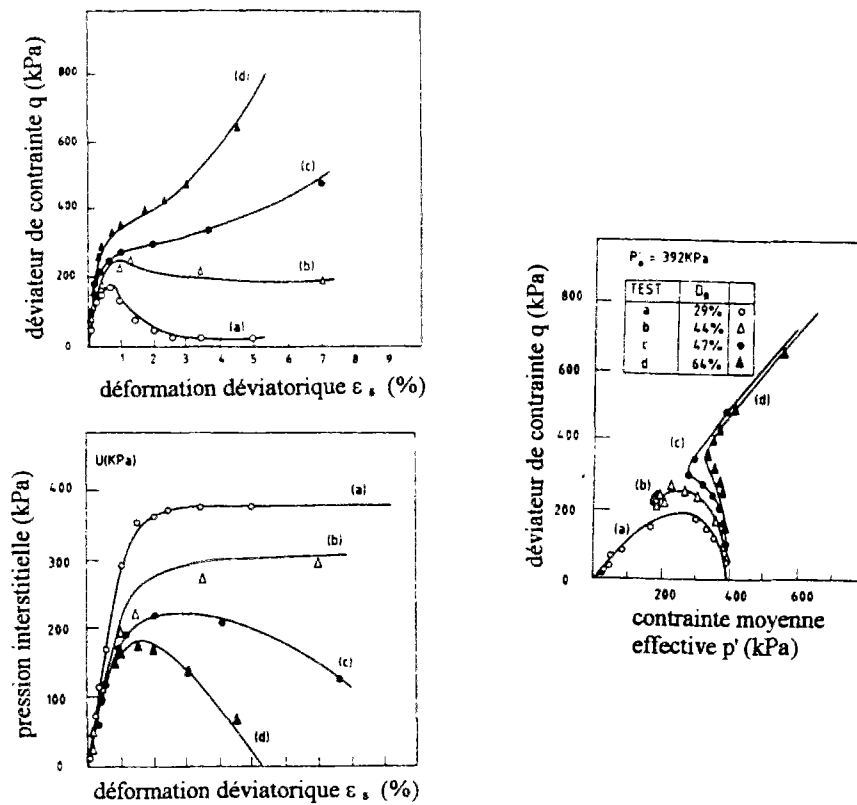 déviateur de contrainte q (kPa)
800
600
400
200
0
(d)
(c)
(b)
(a)
1 2 3 4 5 6 7 8 9
déformation déviatorique ε s (%)
pression interstitielle (kPa)
U(KPa)
400
300
200
100
0
(a)
(b)
(c)
(d)
déformation déviatorique ε s (%)
déviateur de contrainte q (kPa)
P'o = 392KPa
TEST DR
a 29%
b 44%
c 47%
d 64%
800
600
400
200
0
(d)
(c)
(b)
(a)
200 400 600
contrainte moyenne
effective p' (kPa)